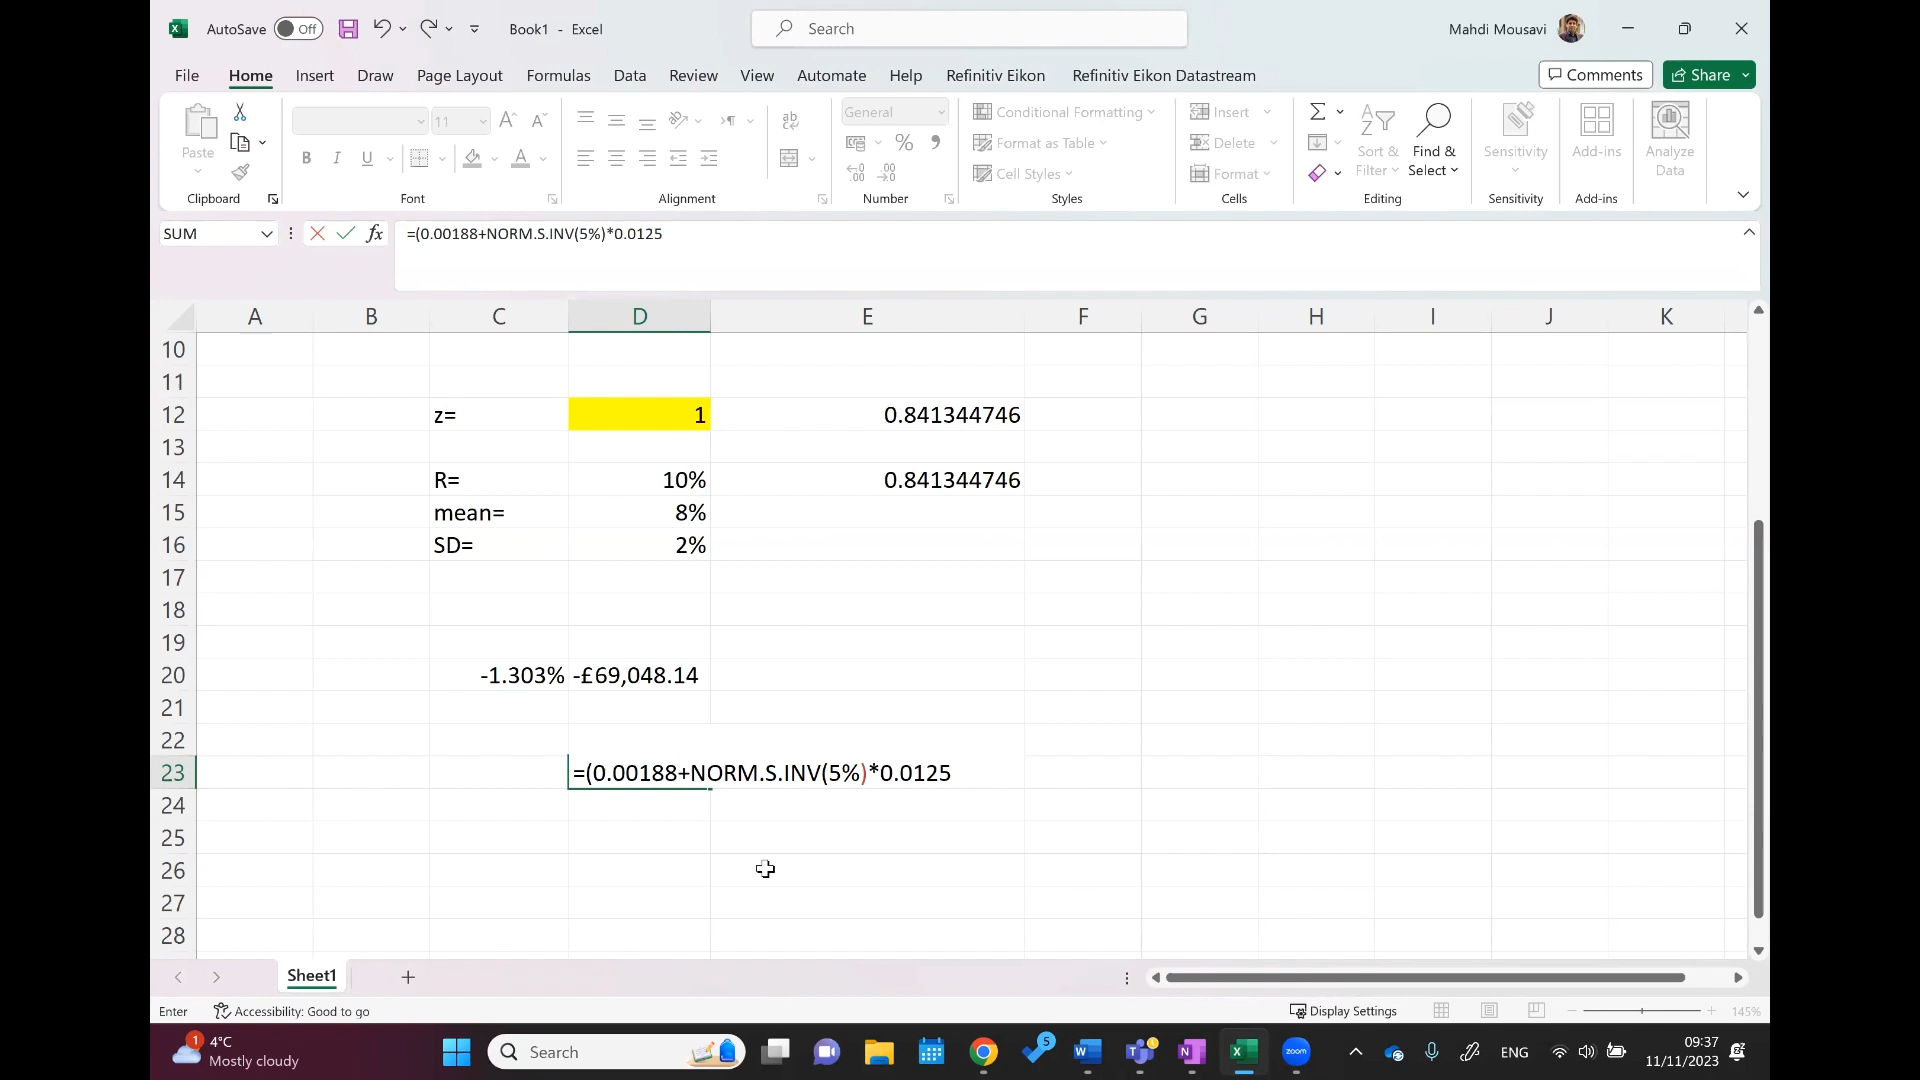 AutoSave Off Book1 - Excel Search Mahdi Mousavi
File Home Insert Draw Page Layout Formulas Data Review View Automate Help Refinitiv Eikon Refinitiv Eikon Datastream Comments Share
Paste 11 General Conditional Formatting Insert
B I U Format as Table Delete Sort & Filter Find & Select Sensitivity Add-ins Analyze Data
Cell Styles Format
Clipboard Font Alignment Number Styles Cells Editing Sensitivity Add-ins
SUM fx =(0.00188+NORM.S.INV(5%)*0.0125
A B C D E F G H I J K
10
11
12 z= 1 0.841344746
13
14 R= 10% 0.841344746
15 mean= 8%
16 SD= 2%
17
18
19
20 -1.303% -£69,048.14
21
22
23 =(0.00188+NORM.S.INV(5%)*0.0125
24
25
26
27
28
Sheet1
Enter Accessibility: Good to go Display Settings 145%
1 4°C Search 5 ENG 09:37
Mostly cloudy zoom 11/11/2023